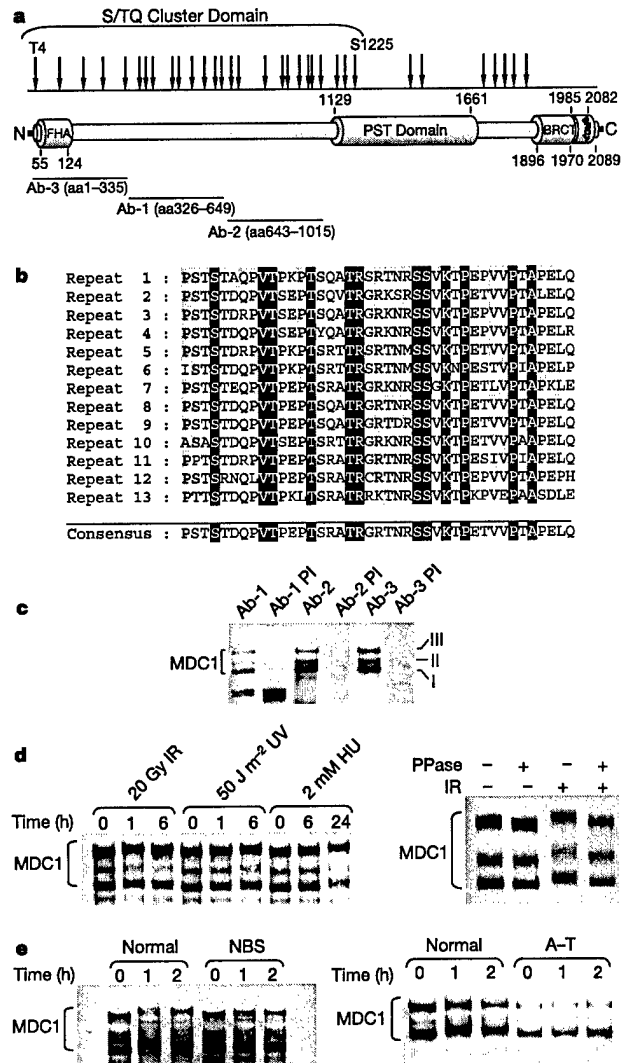 a
S/TQ Cluster Domain
T4
S1225
1129
1661
1985
2082
N
FHA
PST Domain
BRCT
C
55
124
1896
1970
2089
Ab-3 (aa1–335)
Ab-1 (aa326–649)
Ab-2 (aa643–1015)
b
Repeat 1 : PSTSTAQPVTPKPTSQATRSRTNRSSVKTPEPVVPTAPELQ
Repeat 2 : PSTSTDQPVTSEPTSQVTRGRKSRSSVKTPETVVPTALELQ
Repeat 3 : PSTSTDRPVTSEPTSQATRGRKNRSSVKTPEPVVPTAPELQ
Repeat 4 : PSTSTDQPVTSEPTYQATRGRKNRSSVKTPEPVVPTAPELR
Repeat 5 : PSTSTDRPVTPKPTSRTTRSRTNMSSVKTPETVVPTAPELQ
Repeat 6 : ISTSTDQPVTPKPTSRTTRSRTNMSSVKNPESTVPIAPELP
Repeat 7 : PSTSTEQPVTPEPTSRATRGRKNRSSGKTPETLVPTAPKLE
Repeat 8 : PSTSTDQPVTPEPTSQATRGRTNRSSVKTPETVVPTAPELQ
Repeat 9 : PSTSTDQPVTPEPTSQATRGRTDRSSVKTPETVVPTAPELQ
Repeat 10 : ASASTDQPVTSEPTSRTTRGRKNRSSVKTPETVVPAAPELQ
Repeat 11 : PPTSTDRPVTPEPTSRATRGRTNRSSVKTPESIVPIAPELQ
Repeat 12 : PSTSRNQLVTPEPTSRATRCRTNRSSVKTPEPVVPTAPEPH
Repeat 13 : PTTSTDQPVTPKLTSRATRRKTNRSSVKTPKPVEPAASDLE
Consensus : PSTSTDQPVTPEPTSRATRGRTNRSSVKTPETVVPTAPELQ
c
Ab-1 Ab-1 PI Ab-2 Ab-2 PI Ab-3 Ab-3 PI
MDC1
III
II
I
d
20 Gy IR 50 J m⁻² UV 2 mM HU
Time (h) 0 1 6 0 1 6 0 6 24
MDC1
PPase – + – +
IR – – + +
MDC1
e
Normal NBS
Time (h) 0 1 2 0 1 2
MDC1
Normal A–T
Time (h) 0 1 2 0 1 2
MDC1